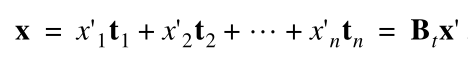 x = x'₁t₁ + x'₂t₂ + ··· + x'ₙtₙ = Bₜx'